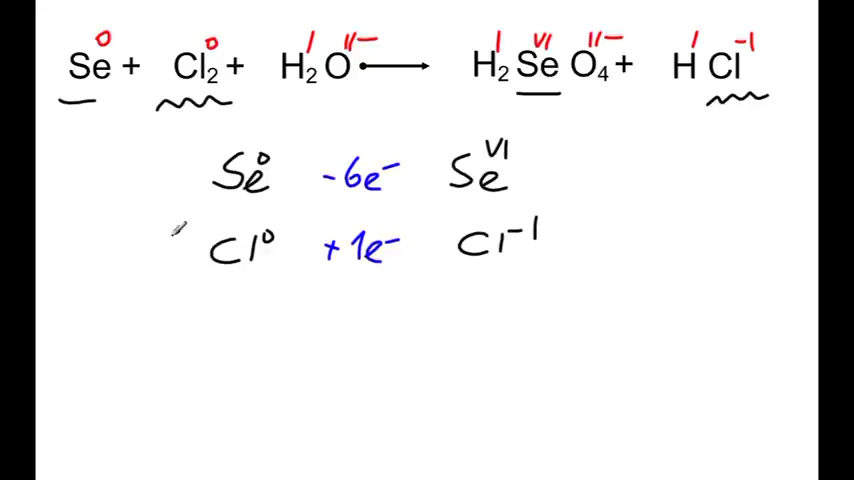 0 0 I II− I VI II− I −1
Se + Cl₂ + H₂O ⟶ H₂SeO₄ + HCl
Se⁰ -6e⁻ Seⱽᴵ
Cl⁰ +1e⁻ Cl⁻¹